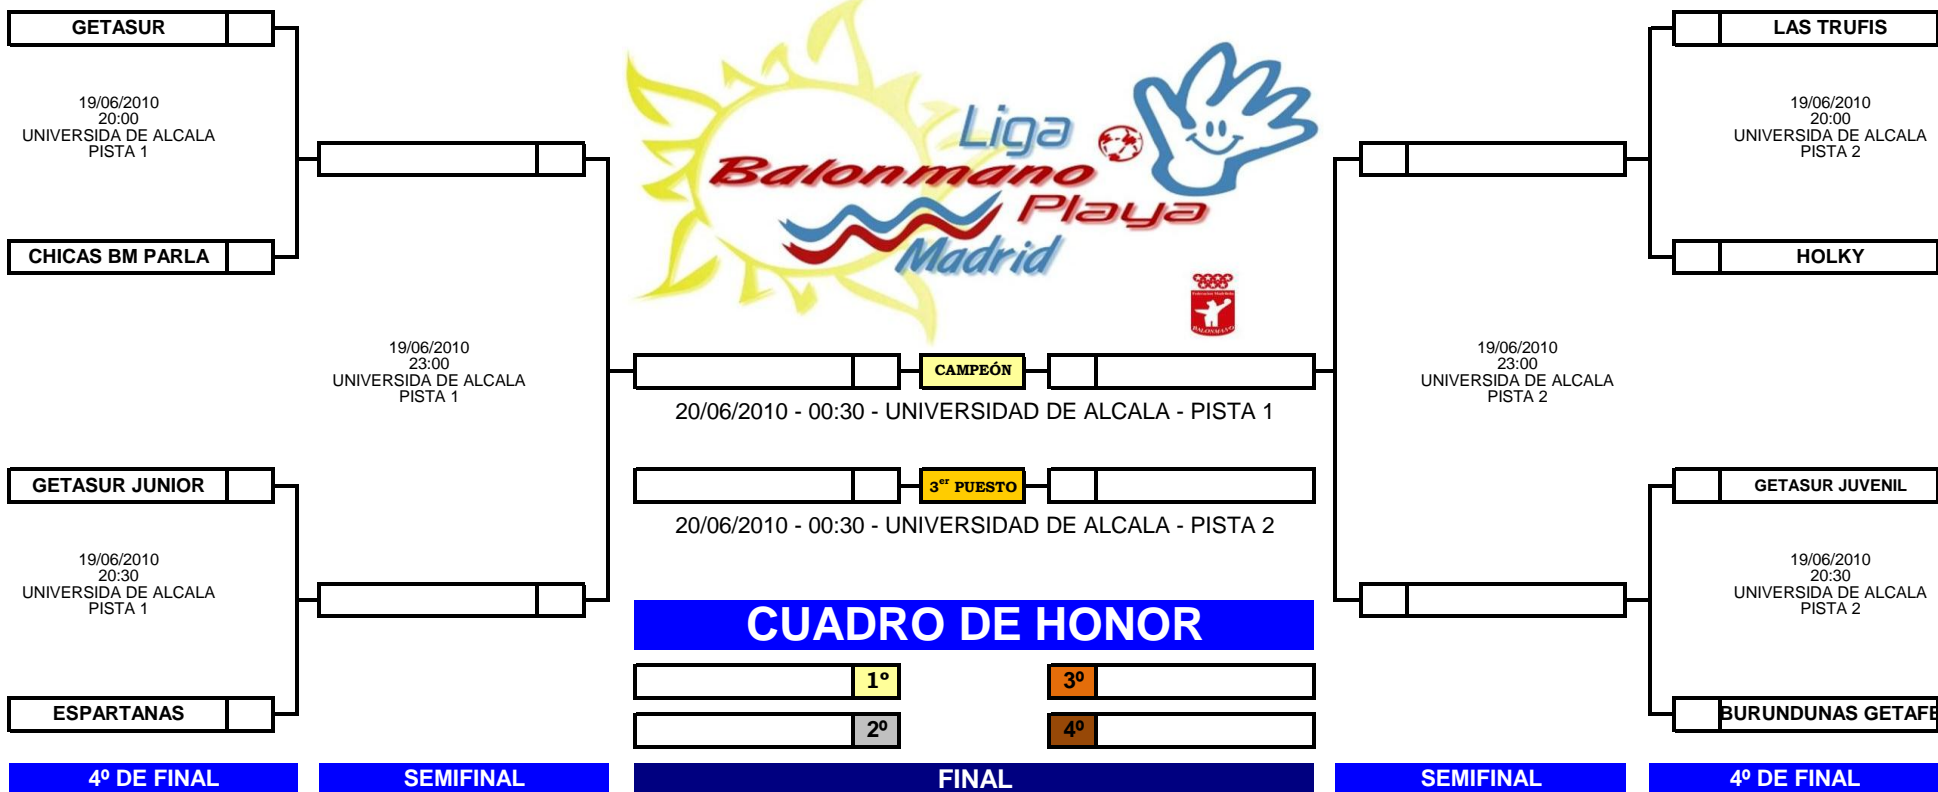 GETASUR
19/06/2010
20:00
UNIVERSIDA DE ALCALA
PISTA 1
CHICAS BM PARLA
GETASUR JUNIOR
19/06/2010
20:30
UNIVERSIDA DE ALCALA
PISTA 1
ESPARTANAS
4º DE FINAL
19/06/2010
23:00
UNIVERSIDA DE ALCALA
PISTA 1
SEMIFINAL
Liga
Balonmano
Playa
Madrid
BALONMANO
CAMPEÓN
20/06/2010 - 00:30 - UNIVERSIDAD DE ALCALA - PISTA 1
3er PUESTO
20/06/2010 - 00:30 - UNIVERSIDAD DE ALCALA - PISTA 2
CUADRO DE HONOR
1º
3º
2º
4º
FINAL
19/06/2010
23:00
UNIVERSIDA DE ALCALA
PISTA 2
SEMIFINAL
LAS TRUFIS
19/06/2010
20:00
UNIVERSIDA DE ALCALA
PISTA 2
HOLKY
GETASUR JUVENIL
19/06/2010
20:30
UNIVERSIDA DE ALCALA
PISTA 2
BURUNDUNAS GETAFE
4º DE FINAL